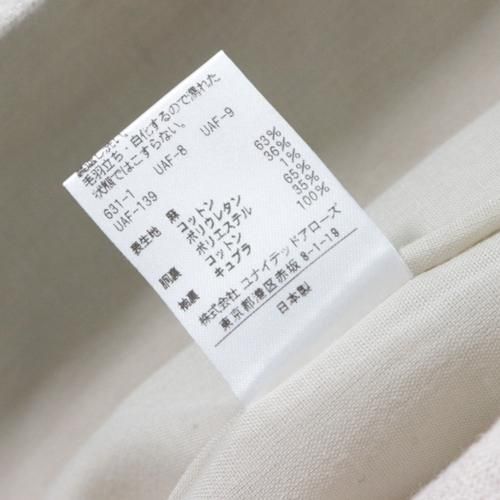 毛羽立ち・白化するので濡れた
状態ではこすらない。
631-1 UAF-8 UAF-9
UAF-139
表生地 麻 63%
コットン 36%
ポリウレタン 1%
胴裏 ポリエステル 65%
コットン 35%
袖裏 キュプラ 100%
株式会社 ユナイテッドアローズ
東京都港区赤坂 8-1-19
日本製